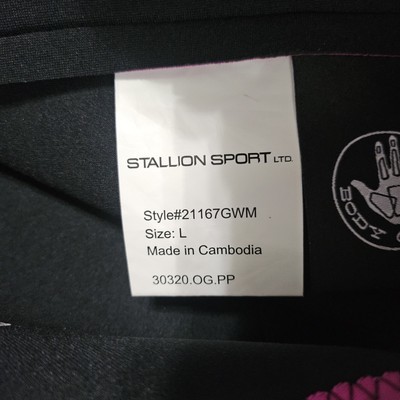 STALLION SPORT LTD.
Style#21167GWM
Size: L
Made in Cambodia
30320.OG.PP
BODY